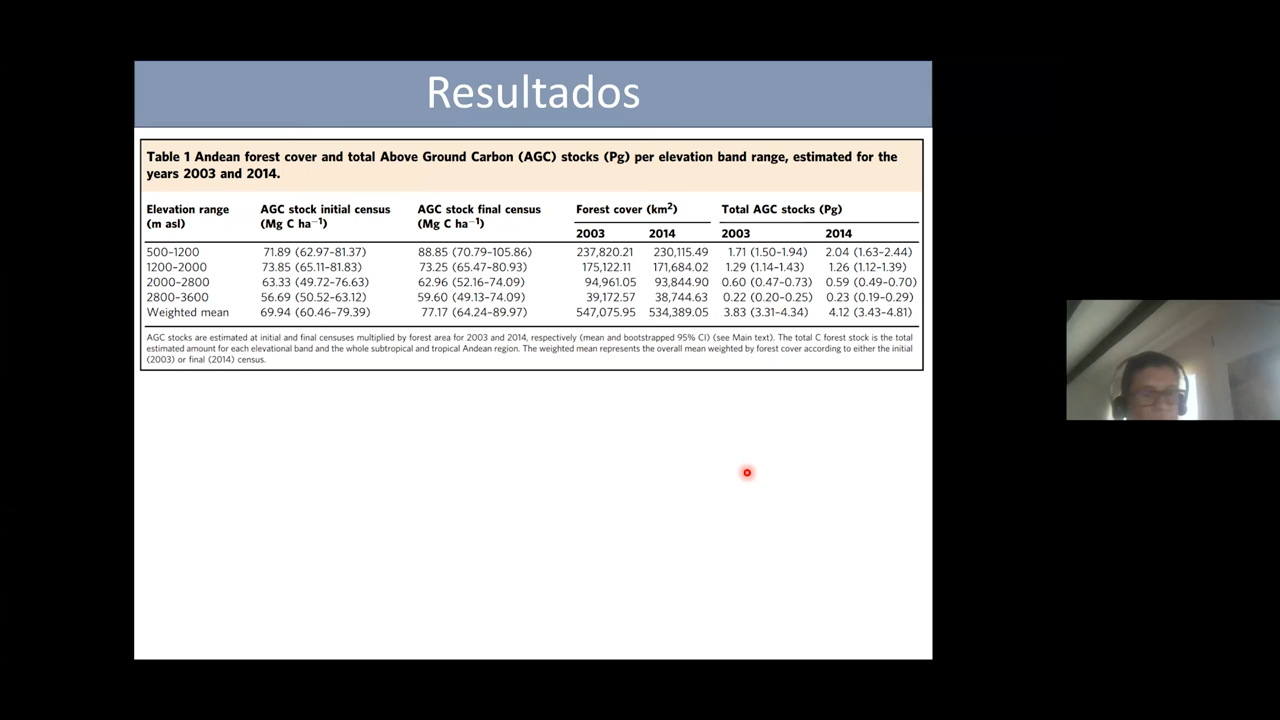 Resultados
Table 1 Andean forest cover and total Above Ground Carbon (AGC) stocks (Pg) per elevation band range, estimated for the
years 2003 and 2014.
Elevation range (m asl) AGC stock initial census (Mg C ha⁻¹) AGC stock final census (Mg C ha⁻¹) Forest cover (km²) Total AGC stocks (Pg)
2003 2014 2003 2014
500–1200 71.89 (62.97–81.37) 88.85 (70.79–105.86) 237,820.21 230,115.49 1.71 (1.50–1.94) 2.04 (1.63–2.44)
1200–2000 73.85 (65.11–81.83) 73.25 (65.47–80.93) 175,122.11 171,684.02 1.29 (1.14–1.43) 1.26 (1.12–1.39)
2000–2800 63.33 (49.72–76.63) 62.96 (52.16–74.09) 94,961.05 93,844.90 0.60 (0.47–0.73) 0.59 (0.49–0.70)
2800–3600 56.69 (50.52–63.12) 59.60 (49.13–74.09) 39,172.57 38,744.63 0.22 (0.20–0.25) 0.23 (0.19–0.29)
Weighted mean 69.94 (60.46–79.39) 77.17 (64.24–89.97) 547,075.95 534,389.05 3.83 (3.31–4.34) 4.12 (3.43–4.81)
AGC stocks are estimated at initial and final censuses multiplied by forest area for 2003 and 2014, respectively (mean and bootstrapped 95% CI) (see Main text). The total C forest stock is the total
estimated amount for each elevational band and the whole subtropical and tropical Andean region. The weighted mean represents the overall mean weighted by forest cover according to either the initial
(2003) or final (2014) census.